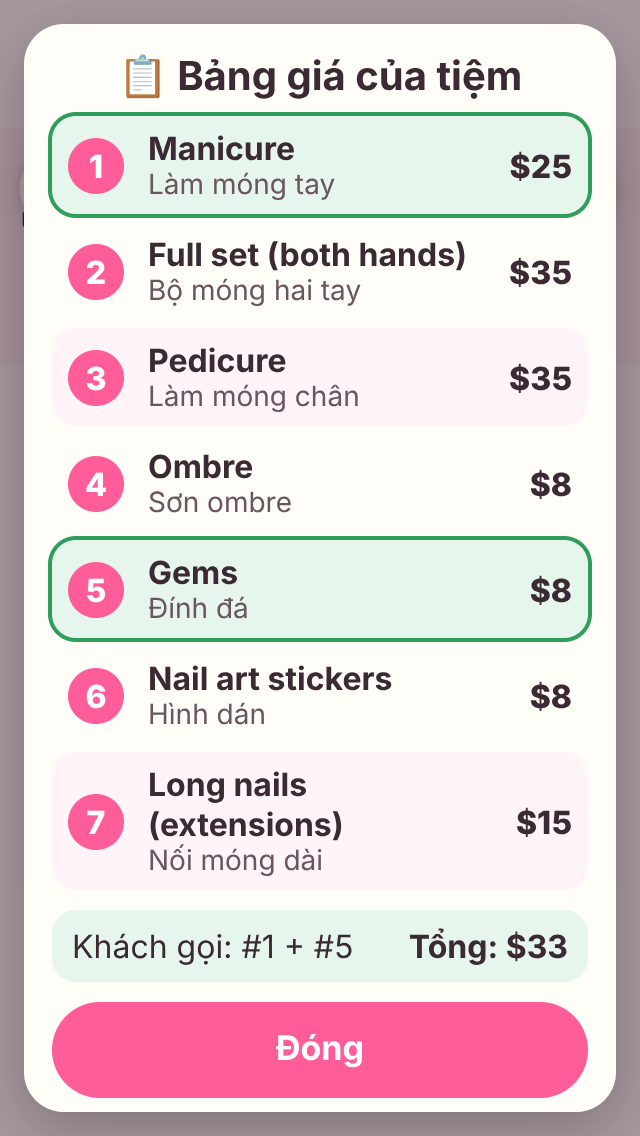 📋 Bảng giá của tiệm
1
Manicure
Làm móng tay
$25
2
Full set (both hands)
Bộ móng hai tay
$35
3
Pedicure
Làm móng chân
$35
4
Ombre
Sơn ombre
$8
5
Gems
Đính đá
$8
6
Nail art stickers
Hình dán
$8
7
Long nails
(extensions)
Nối móng dài
$15
Khách gọi: #1 + #5 Tổng: $33
Đóng